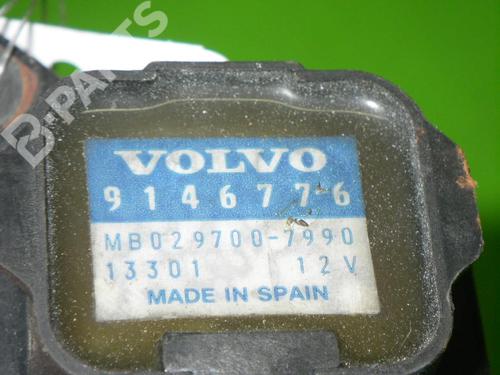 B-PARTS
VOLVO
9146776
MB029700-7990
13301 12V
MADE IN SPAIN